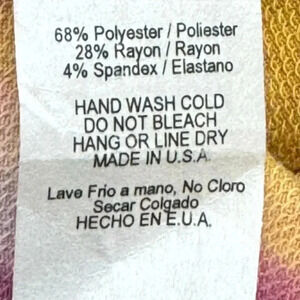 68% Polyester / Poliester
28% Rayon / Rayon
4% Spandex / Elastano
HAND WASH COLD
DO NOT BLEACH
HANG OR LINE DRY
MADE IN U.S.A.
Lave Frio a mano, No Cloro
Secar Colgado
HECHO EN E.U.A.